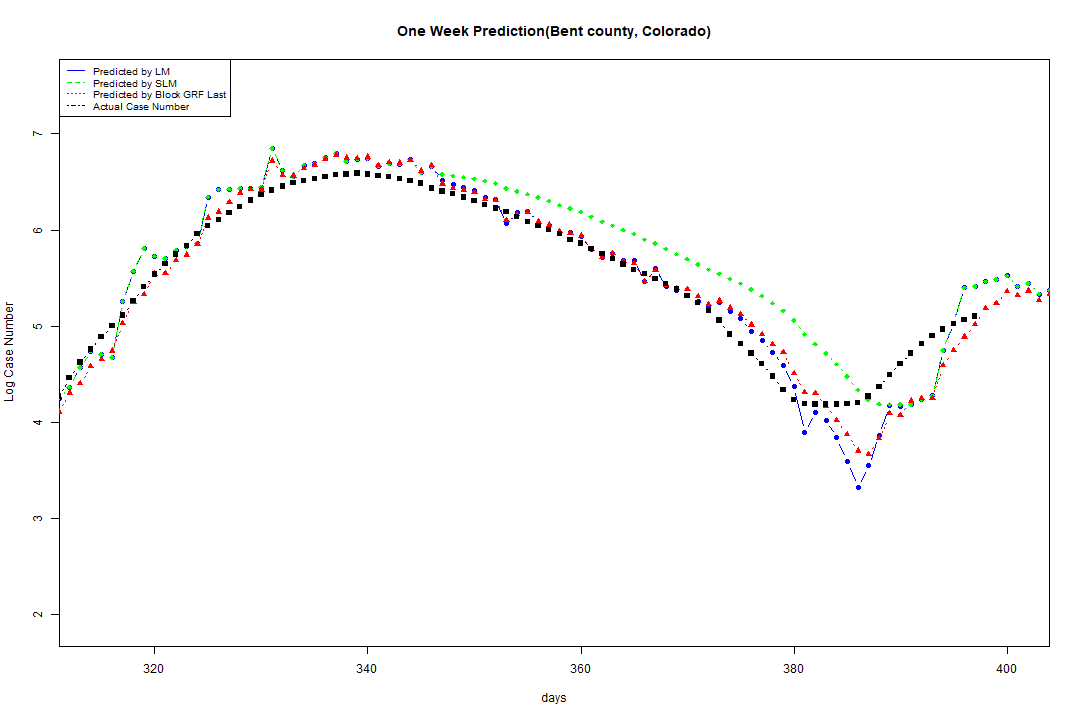 One Week Prediction(Bent county, Colorado)
Predicted by LM
Predicted by SLM
Predicted by Block GRF Last
Actual Case Number
7
6
5
4
3
2
Log Case Number
320 340 360 380 400
days